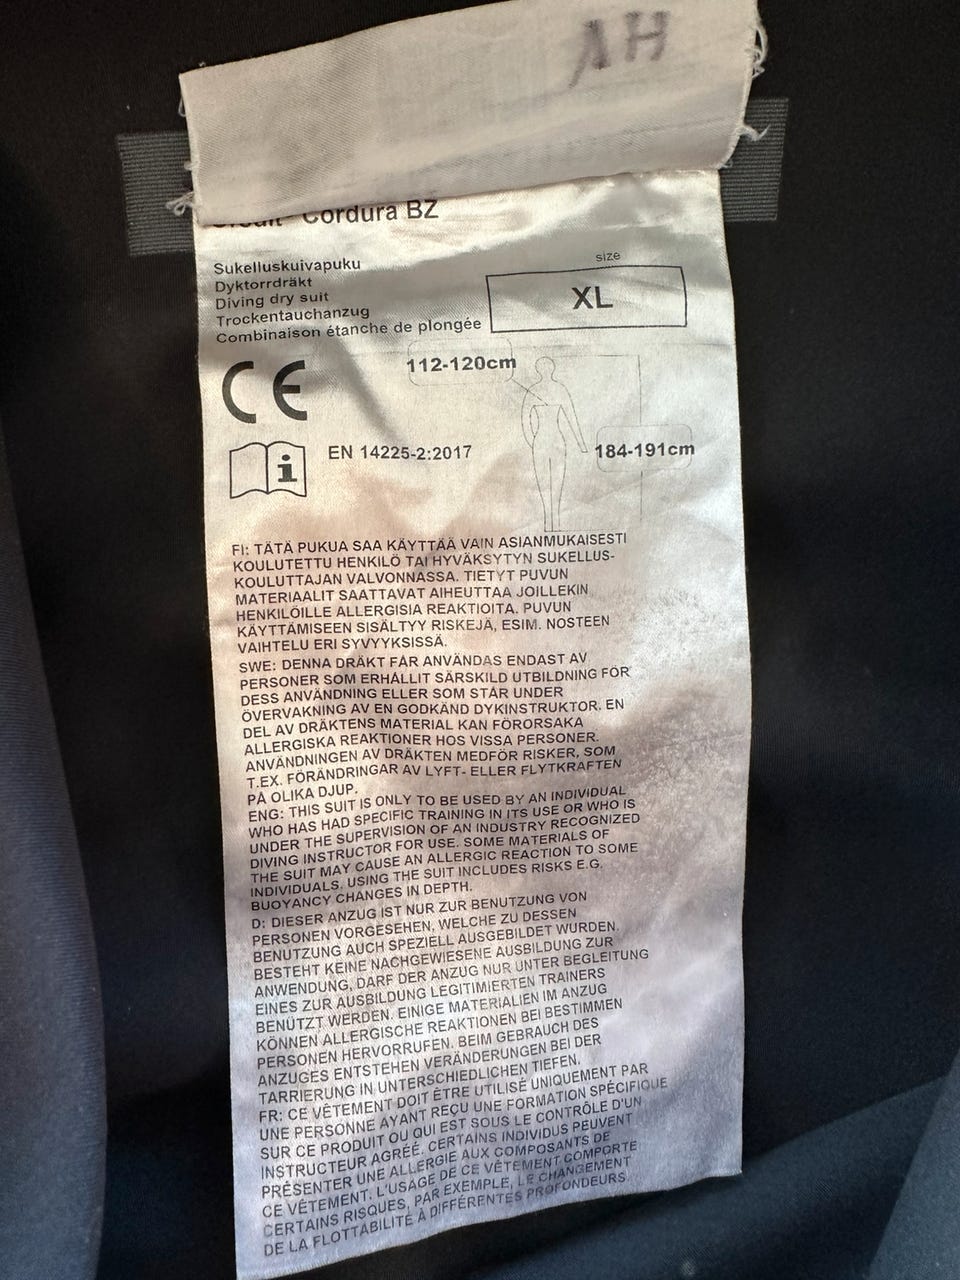 AH
Cordura BZ
Sukelluskuivapuku
Dyktorrdräkt
Diving dry suit
Trockentauchanzug
Combinaison étanche de plongée
size
XL
112-120cm
CE
i
EN 14225-2:2017
184-191cm
FI: TÄTÄ PUKUA SAA KÄYTTÄÄ VAIN ASIANMUKAISESTI
KOULUTETTU HENKILÖ TAI HYVÄKSYTYN SUKELLUS-
KOULUTTAJAN VALVONNASSA. TIETYT PUVUN
MATERIAALIT SAATTAVAT AIHEUTTAA JOILLEKIN
HENKILÖILLE ALLERGISIA REAKTIOITA. PUVUN
KÄYTTÄMISEEN SISÄLTYY RISKEJÄ, ESIM. NOSTEEN
VAIHTELU ERI SYVYYKSISSÄ.
SWE: DENNA DRÄKT FÅR ANVÄNDAS ENDAST AV
PERSONER SOM ERHÅLLIT SÄRSKILD UTBILDNING FÖR
DESS ANVÄNDNING ELLER SOM STÅR UNDER
ÖVERVAKNING AV EN GODKÄND DYKINSTRUKTOR. EN
DEL AV DRÄKTENS MATERIAL KAN FÖRORSAKA
ALLERGISKA REAKTIONER HOS VISSA PERSONER.
ANVÄNDNINGEN AV DRÄKTEN MEDFÖR RISKER, SOM
T.EX. FÖRÄNDRINGAR AV LYFT- ELLER FLYTKRAFTEN
PÅ OLIKA DJUP.
ENG: THIS SUIT IS ONLY TO BE USED BY AN INDIVIDUAL
WHO HAS HAD SPECIFIC TRAINING IN ITS USE OR WHO IS
UNDER THE SUPERVISION OF AN INDUSTRY RECOGNIZED
DIVING INSTRUCTOR FOR USE. SOME MATERIALS OF
THE SUIT MAY CAUSE AN ALLERGIC REACTION TO SOME
INDIVIDUALS. USING THE SUIT INCLUDES RISKS E.G.
BUOYANCY CHANGES IN DEPTH.
D: DIESER ANZUG IST NUR ZUR BENUTZUNG VON
PERSONEN VORGESEHEN, WELCHE ZU DESSEN
BENUTZUNG AUCH SPEZIELL AUSGEBILDET WURDEN.
BESTEHT KEINE NACHGEWIESENE AUSBILDUNG ZUR
ANWENDUNG, DARF DER ANZUG NUR UNTER BEGLEITUNG
EINES ZUR AUSBILDUNG LEGITIMIERTEN TRAINERS
BENÜTZT WERDEN. EINIGE MATERIALIEN IM ANZUG
KÖNNEN ALLERGISCHE REAKTIONEN BEI BESTIMMEN
PERSONEN HERVORRUFEN. BEIM GEBRAUCH DES
ANZUGES ENTSTEHEN VERÄNDERUNGEN BEI DER
TARRIERUNG IN UNTERSCHIEDLICHEN TIEFEN.
FR: CE VÊTEMENT DOIT ÊTRE UTILISÉ UNIQUEMENT PAR
UNE PERSONNE AYANT REÇU UNE FORMATION SPÉCIFIQUE
SUR CE PRODUIT OU QUI EST SOUS LE CONTRÔLE D'UN
INSTRUCTEUR AGRÉÉ. CERTAINS INDIVIDUS PEUVENT
PRÉSENTER UNE ALLERGIE AUX COMPOSANTS DE
CE VÊTEMENT. L'USAGE DE CE VÊTEMENT COMPORTE
CERTAINS RISQUES, PAR EXEMPLE, LE CHANGEMENT
DE LA FLOTTABILITÉ À DIFFÉRENTES PROFONDEURS.